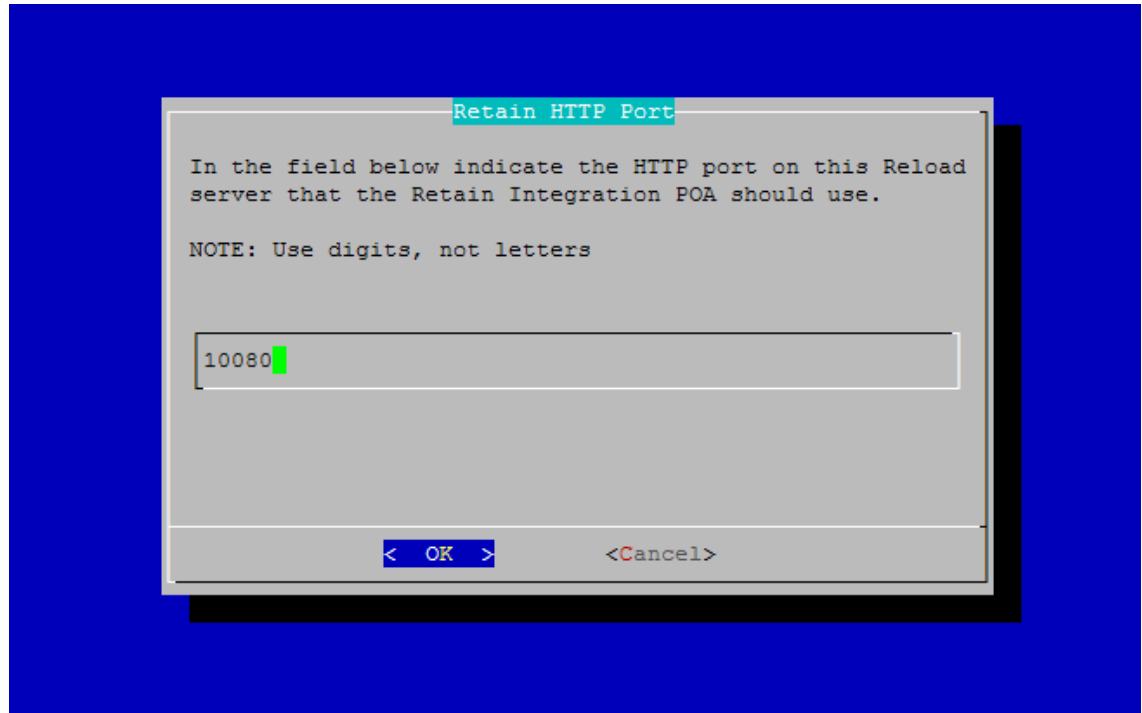 Retain HTTP Port
In the field below indicate the HTTP port on this Reload
server that the Retain Integration POA should use.
NOTE: Use digits, not letters
10080
< OK > <Cancel>